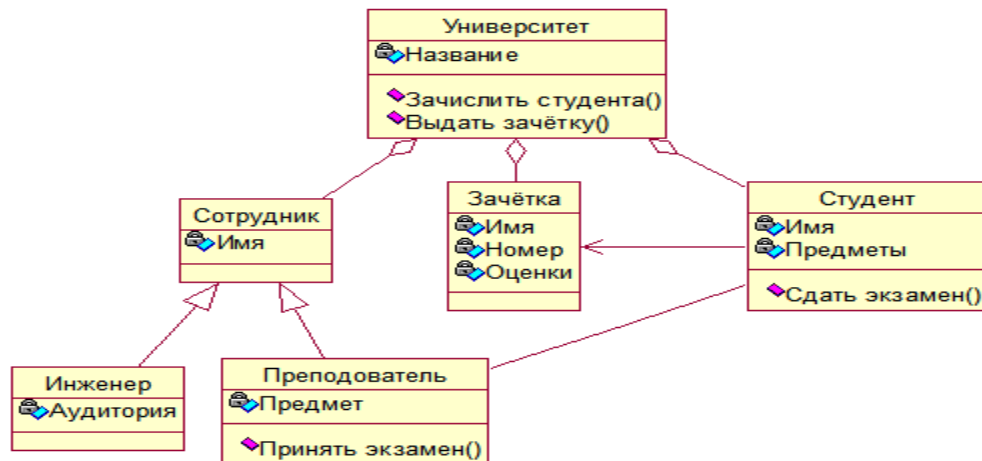 Университет
Название
Зачислить студента()
Выдать зачётку()
Сотрудник
Имя
Зачётка
Имя
Номер
Оценки
Студент
Имя
Предметы
Сдать экзамен()
Инженер
Аудитория
Преподователь
Предмет
Принять экзамен()